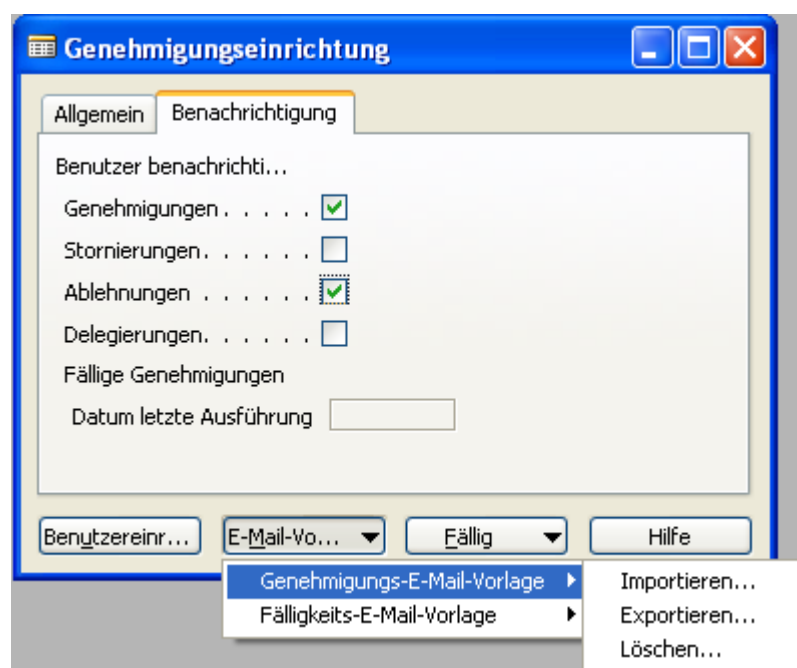 Genehmigungseinrichtung
Allgemein Benachrichtigung
Benutzer benachrichti...
Genehmigungen . . . . .
Stornierungen. . . . . .
Ablehnungen . . . . . .
Delegierungen. . . . . .
Fällige Genehmigungen
Datum letzte Ausführung
Benutzereinr... E-Mail-Vo... Fällig Hilfe
Genehmigungs-E-Mail-Vorlage Importieren...
Fälligkeits-E-Mail-Vorlage Exportieren...
Löschen...